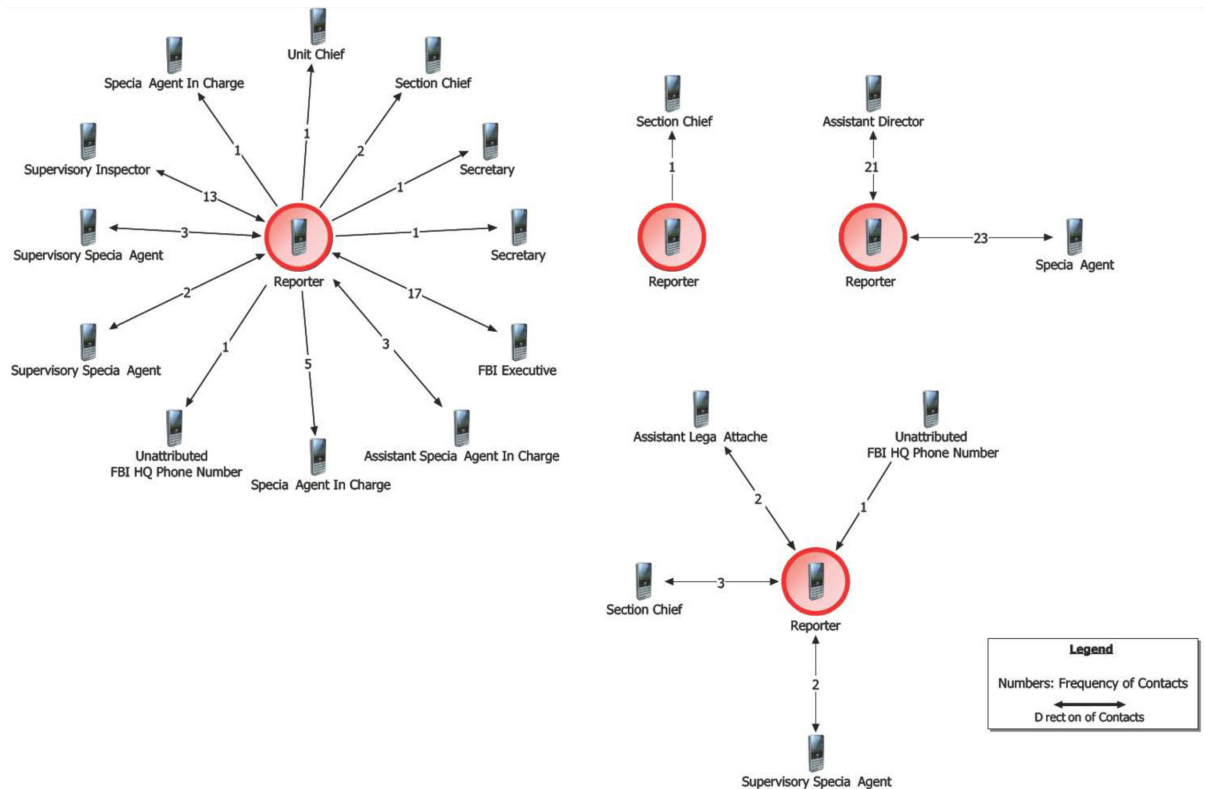 Unit Chief
Specia Agent In Charge
Section Chief
1
1
2
Supervisory Inspector
13
1
Secretary
Supervisory Specia Agent
3
1
Secretary
Reporter
2
17
Supervisory Specia Agent
1
5
3
FBI Executive
Unattributed
FBI HQ Phone Number
Specia Agent In Charge
Assistant Specia Agent In Charge
Section Chief
1
Reporter
Assistant Director
21
23
Reporter
Specia Agent
Assistant Lega Attache
Unattributed
FBI HQ Phone Number
2
1
Section Chief
3
Reporter
2
Supervisory Specia Agent
Legend
Numbers: Frequency of Contacts
D rect on of Contacts